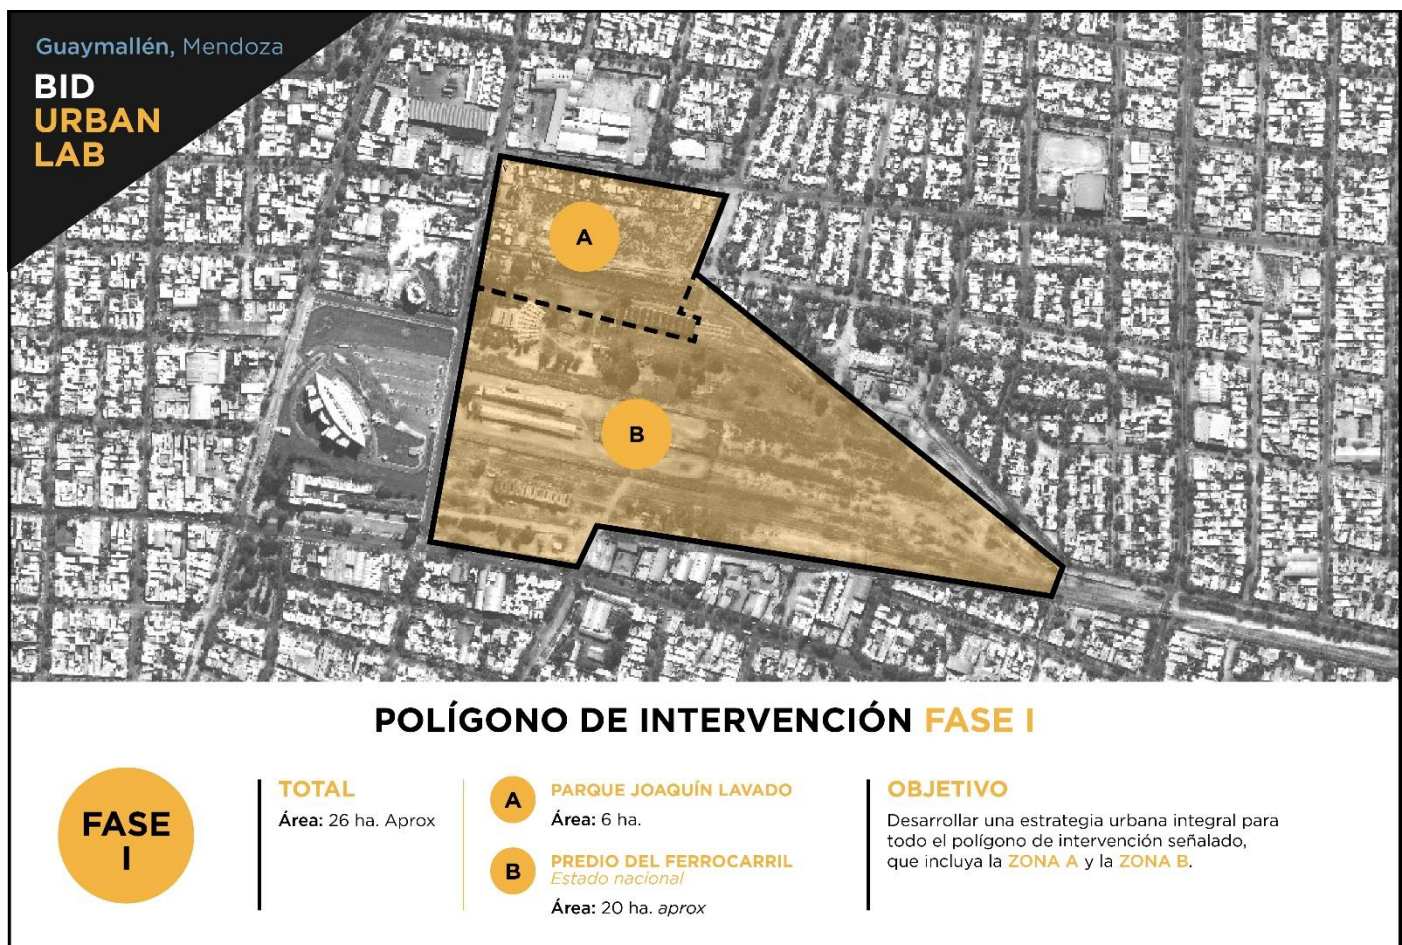 Guaymallén, Mendoza
BID
URBAN
LAB
A
B
POLÍGONO DE INTERVENCIÓN FASE I
FASE
I
TOTAL
Área: 26 ha. Aprox
A
PARQUE JOAQUÍN LAVADO
Área: 6 ha.
B
PREDIO DEL FERROCARRIL
Estado nacional
Área: 20 ha. aprox
OBJETIVO
Desarrollar una estrategia urbana integral para
todo el polígono de intervención señalado,
que incluya la ZONA A y la ZONA B.